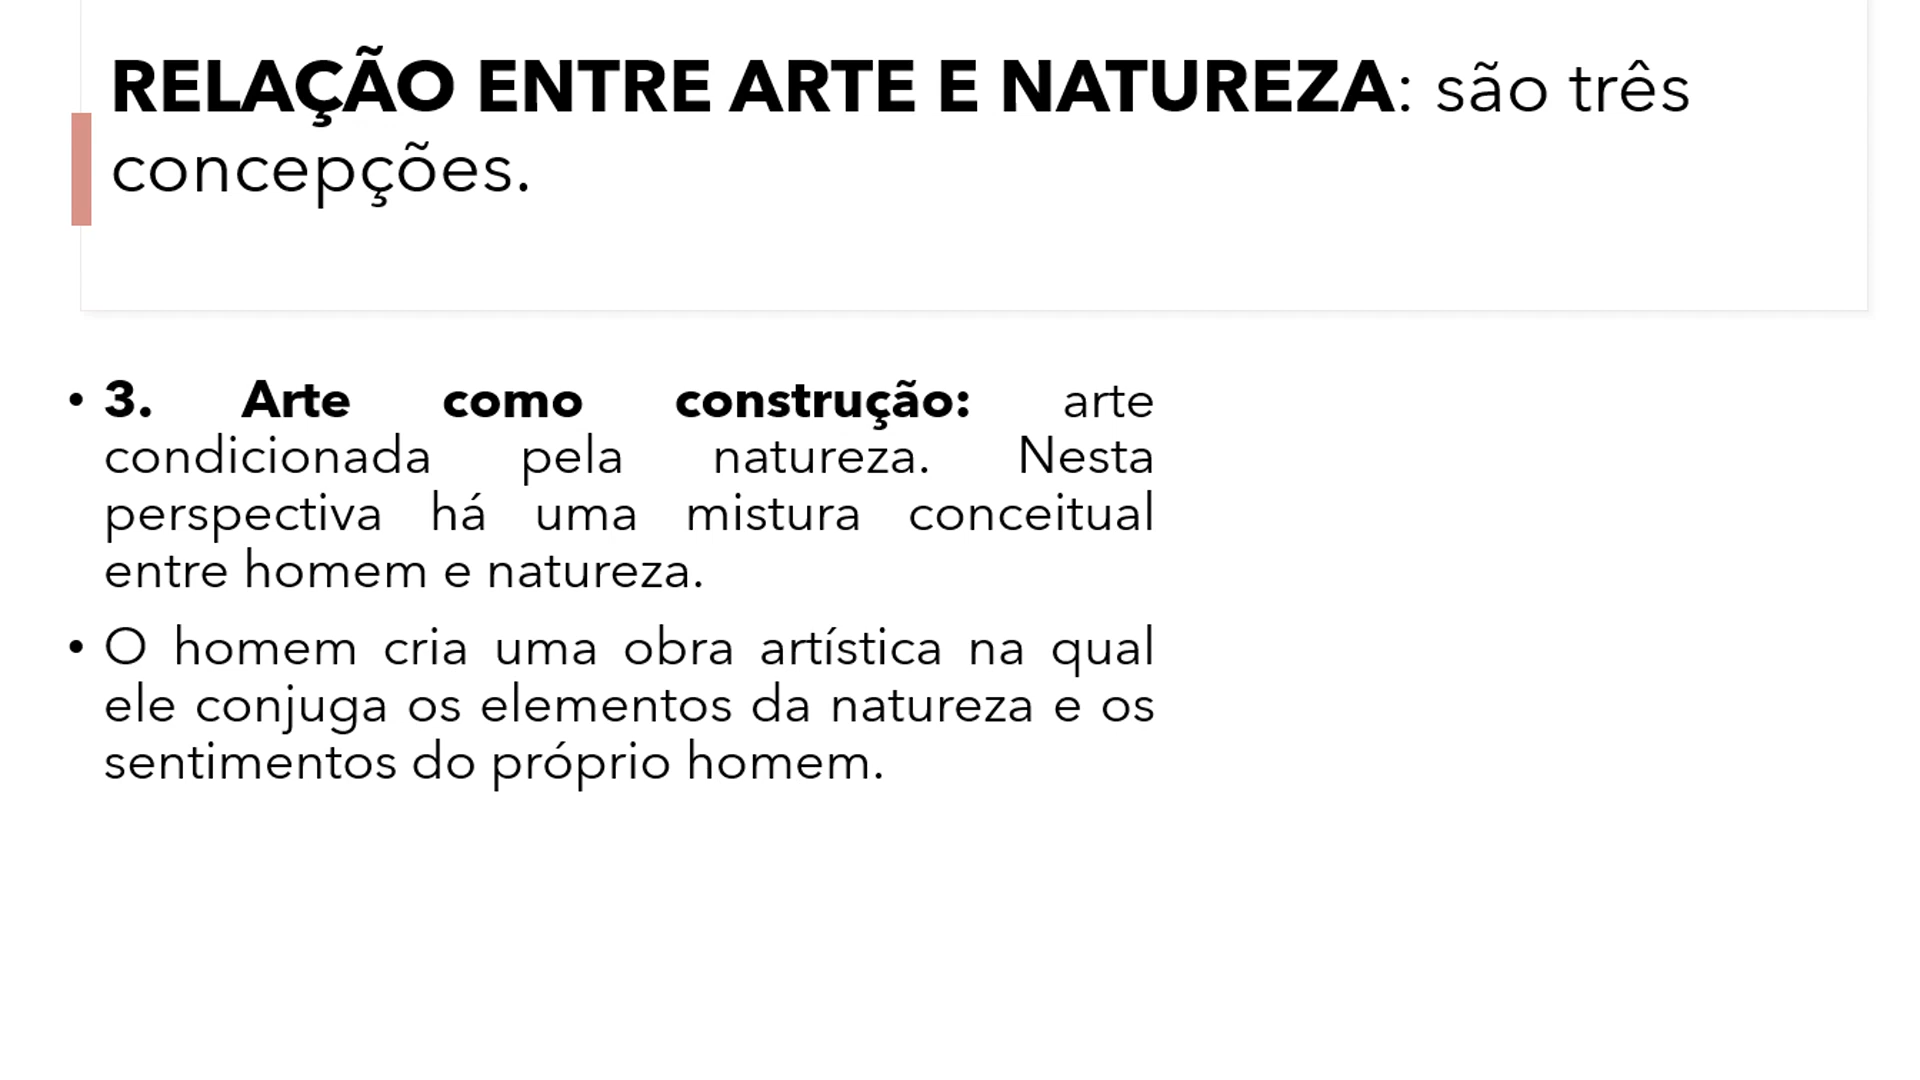 RELAÇÃO ENTRE ARTE E NATUREZA: são três
concepções.
• 3. Arte como construção: arte
condicionada pela natureza. Nesta
perspectiva há uma mistura conceitual
entre homem e natureza.
• O homem cria uma obra artística na qual
ele conjuga os elementos da natureza e os
sentimentos do próprio homem.